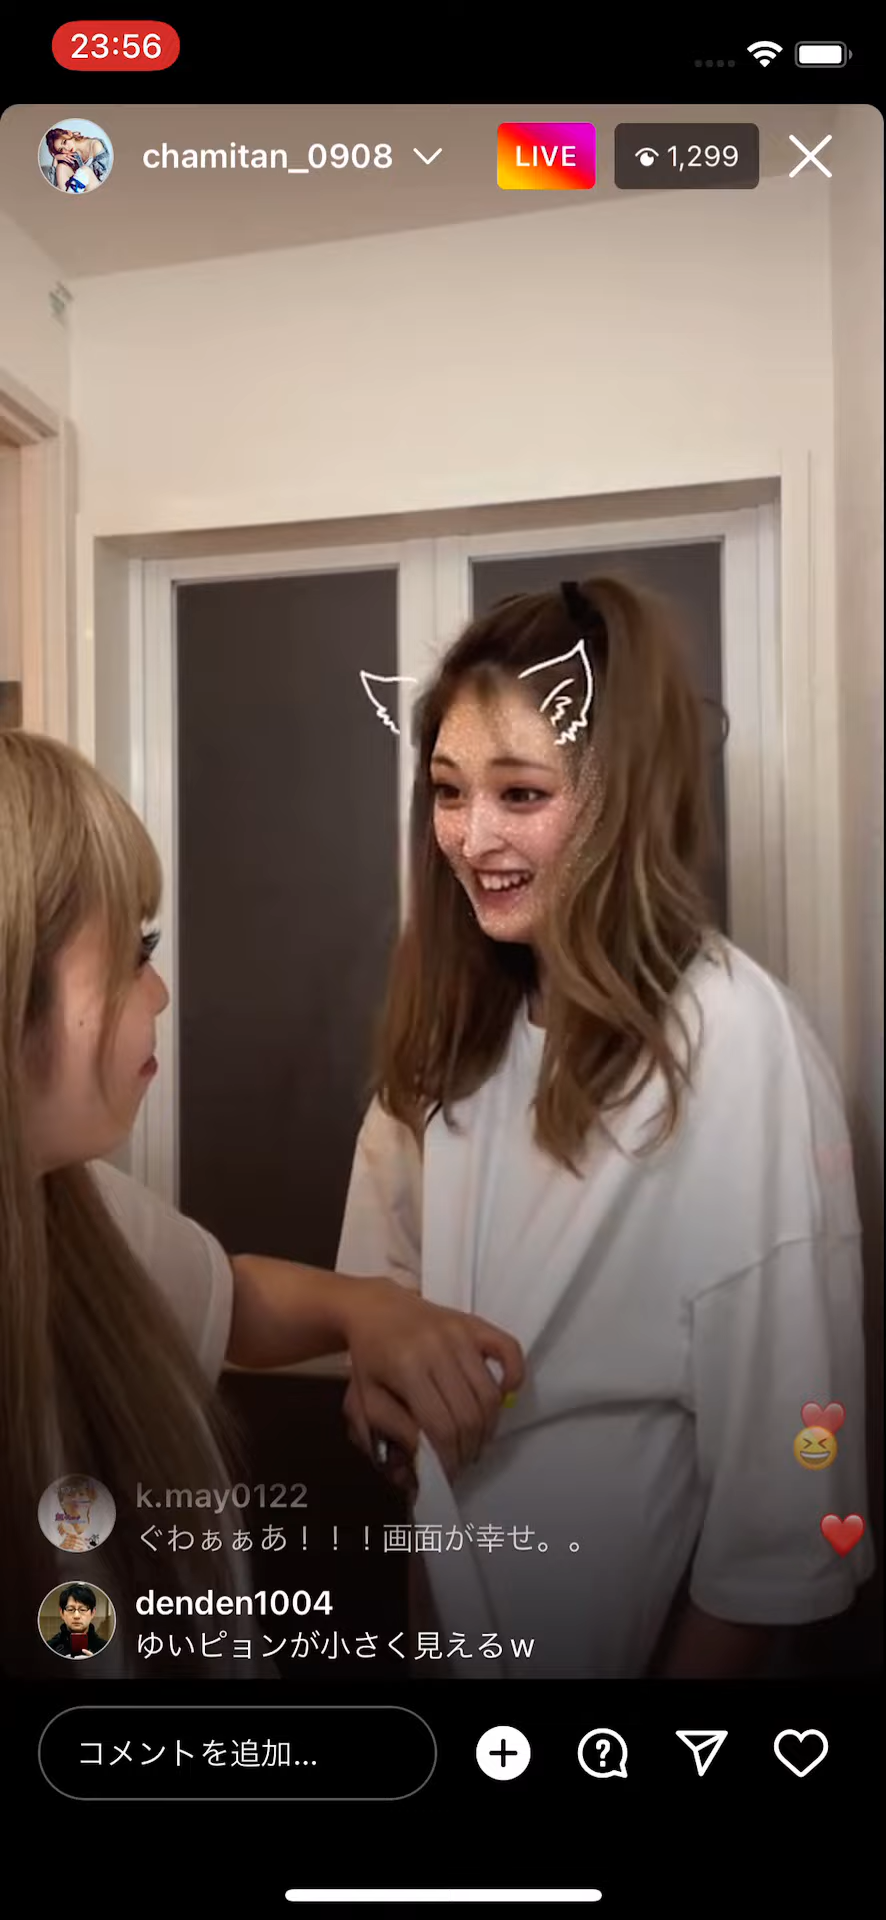 23:56
chamitan_0908
LIVE
1,299
k.may0122
ぐわぁぁあ！！！画面が幸せ。。
denden1004
ゆいピョンが小さく見えるw
コメントを追加...